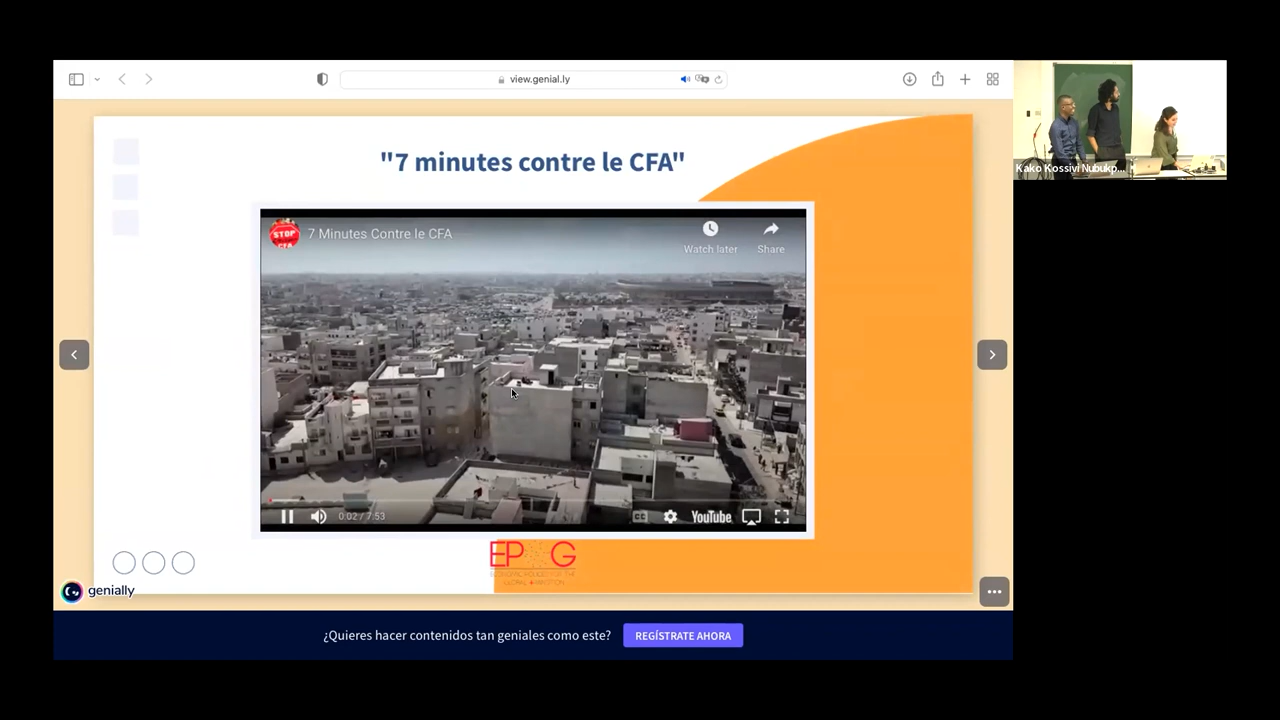 view.genial.ly
"7 minutes contre le CFA"
STOP
CFA
7 Minutes Contre le CFA
Watch later
Share
0:02 / 7:53
CC
YouTube
EP G
genially
¿Quieres hacer contenidos tan geniales como este?
REGÍSTRATE AHORA
Kako Kossivi Nubukp...